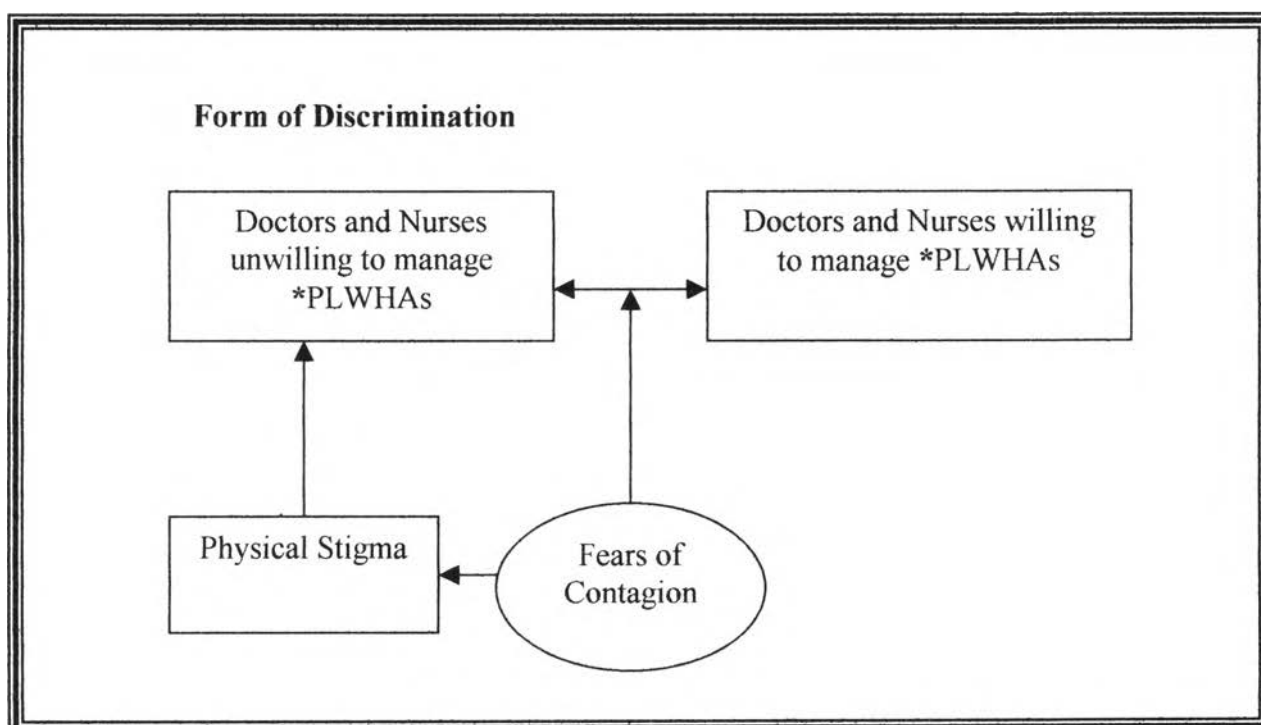 Form of Discrimination
Doctors and Nurses
unwilling to manage
*PLWHAs
Doctors and Nurses willing
to manage *PLWHAs
Physical Stigma
Fears of
Contagion